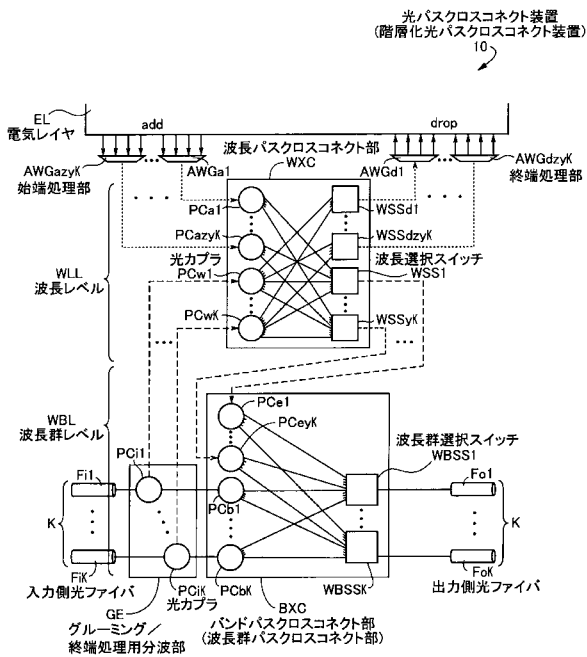 光パスクロスコネクト装置
(階層化光パスクロスコネクト装置)
10
EL
電気レイヤ
add
drop
AWGazyK
始端処理部
AWGa1
波長パスクロスコネクト部
WXC
AWGd1
AWGdzyK
終端処理部
PCa1
WSSd1
PCazyK
WSSdzyK
光カプラ
波長選択スイッチ
PCw1
WSS1
PCwK
WSSyK
WLL
波長レベル
WBL
波長群レベル
PCe1
PCeyK
波長群選択スイッチ
WBSS1
PCi1
Fi1
PCb1
Fo1
K
K
FiK
入力側光ファイバ
PCiK
光カプラ
PCbK
WBSSK
FoK
出力側光ファイバ
GE
グルーミング/
終端処理用分波部
BXC
バンドパスクロスコネクト部
(波長群パスクロスコネクト部)